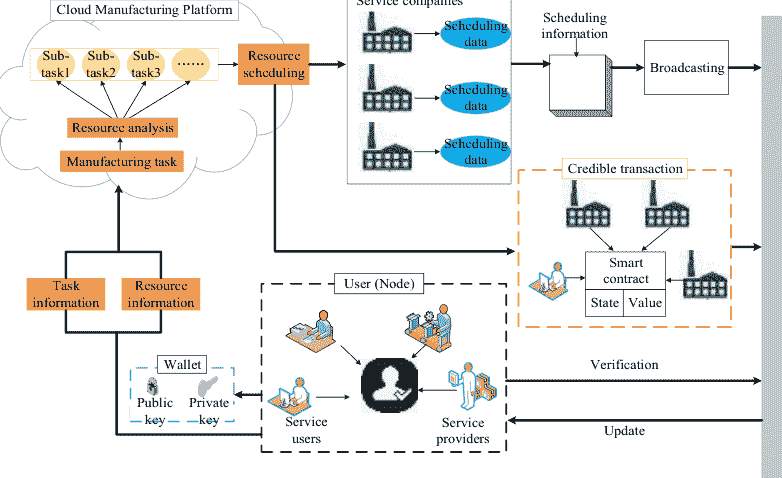 Cloud Manufacturing Platform
Sub-
task1
Sub-
task2
Sub-
task3
......
Resource
scheduling
Resource analysis
Manufacturing task
Service companies
Scheduling
data
Scheduling
data
Scheduling
data
Scheduling
information
Broadcasting
Credible transaction
Smart
contract
State
Value
Task
information
Resource
information
User (Node)
Wallet
Public
key
Private
key
Service
users
Service
providers
Verification
Update